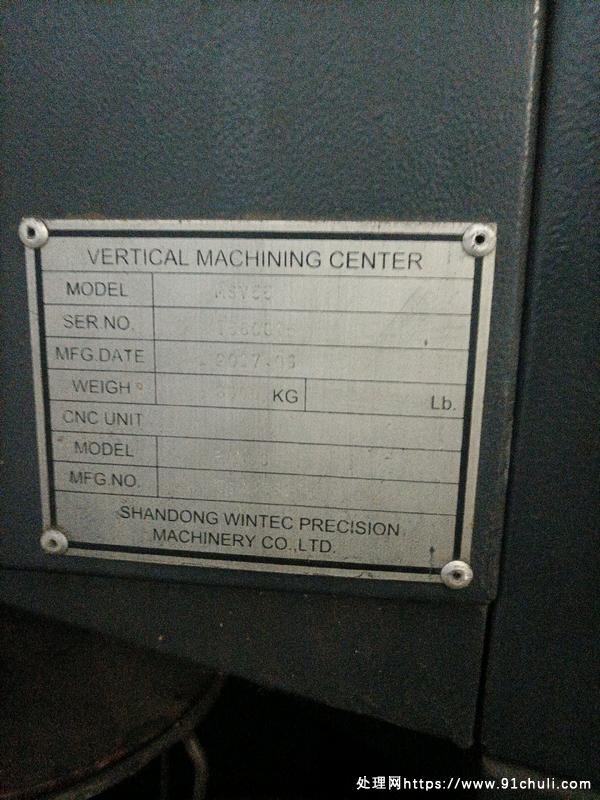 VERTICAL MACHINING CENTER
MODEL
SER.NO.
MFG.DATE
WEIGH KG Lb.
CNC UNIT
MODEL
MFG.NO.
SHANDONG WINTEC PRECISION
MACHINERY CO.,LTD.
处理网https://www.91chuli.com